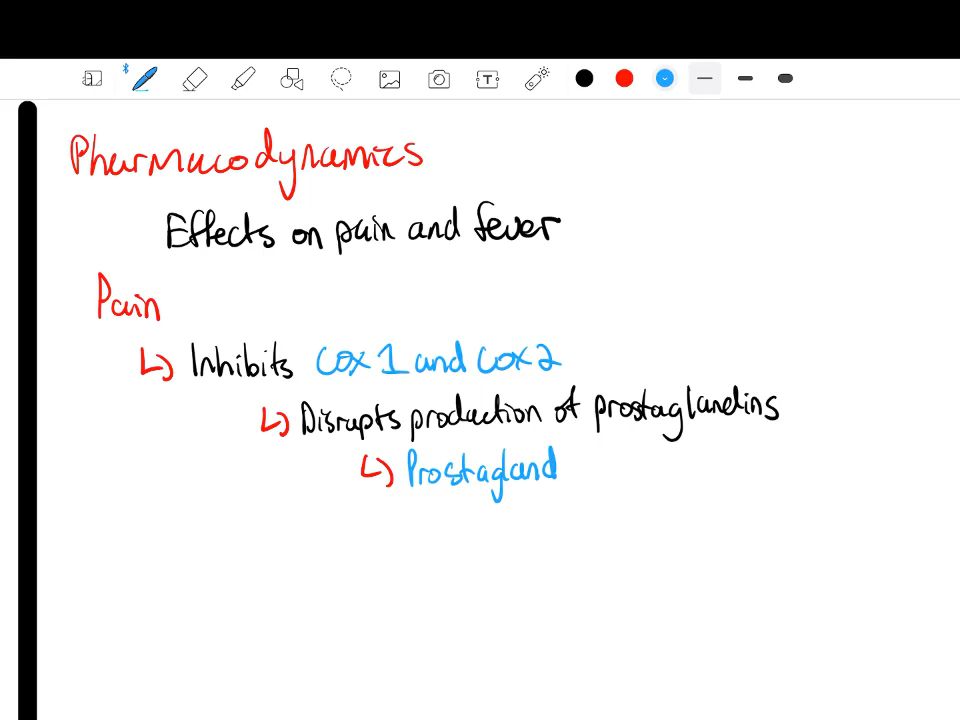 Pharmacodynamics
Effects on pain and fever
Pain
↳ Inhibits Cox 1 and Cox 2
↳ Disrupts production of prostaglandins
↳ Prostagland